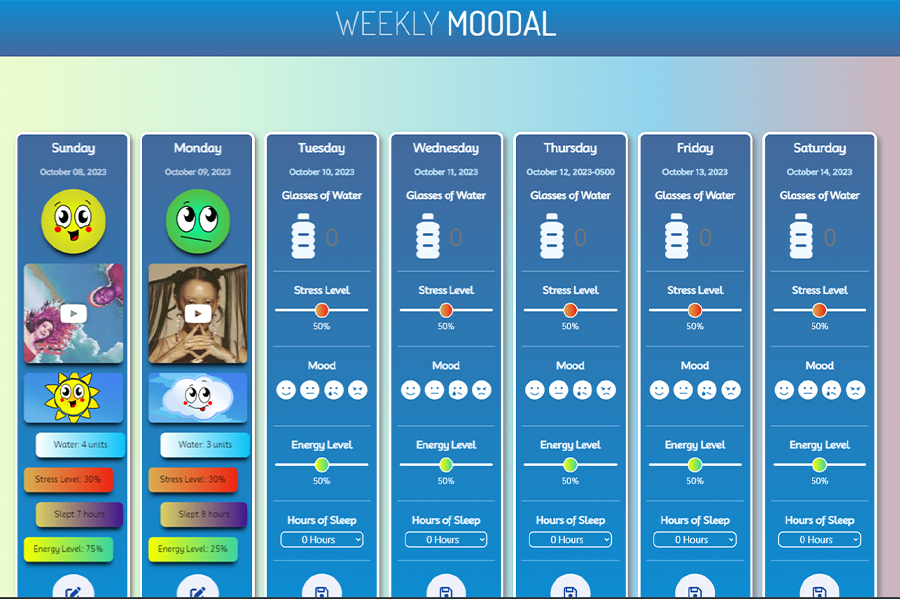 WEEKLY MOODAL
Sunday
October 08, 2023
Water: 4 units
Stress Level: 30%
Slept 7 hours
Energy Level: 75%
Monday
October 09, 2023
Water: 3 units
Stress Level: 30%
Slept 8 hours
Energy Level: 25%
Tuesday
October 10, 2023
Glasses of Water
0
Stress Level
50%
Mood
Energy Level
50%
Hours of Sleep
0 Hours
Wednesday
October 11, 2023
Glasses of Water
0
Stress Level
50%
Mood
Energy Level
50%
Hours of Sleep
0 Hours
Thursday
October 12, 2023-0500
Glasses of Water
0
Stress Level
50%
Mood
Energy Level
50%
Hours of Sleep
0 Hours
Friday
October 13, 2023
Glasses of Water
0
Stress Level
50%
Mood
Energy Level
50%
Hours of Sleep
0 Hours
Saturday
October 14, 2023
Glasses of Water
0
Stress Level
50%
Mood
Energy Level
50%
Hours of Sleep
0 Hours